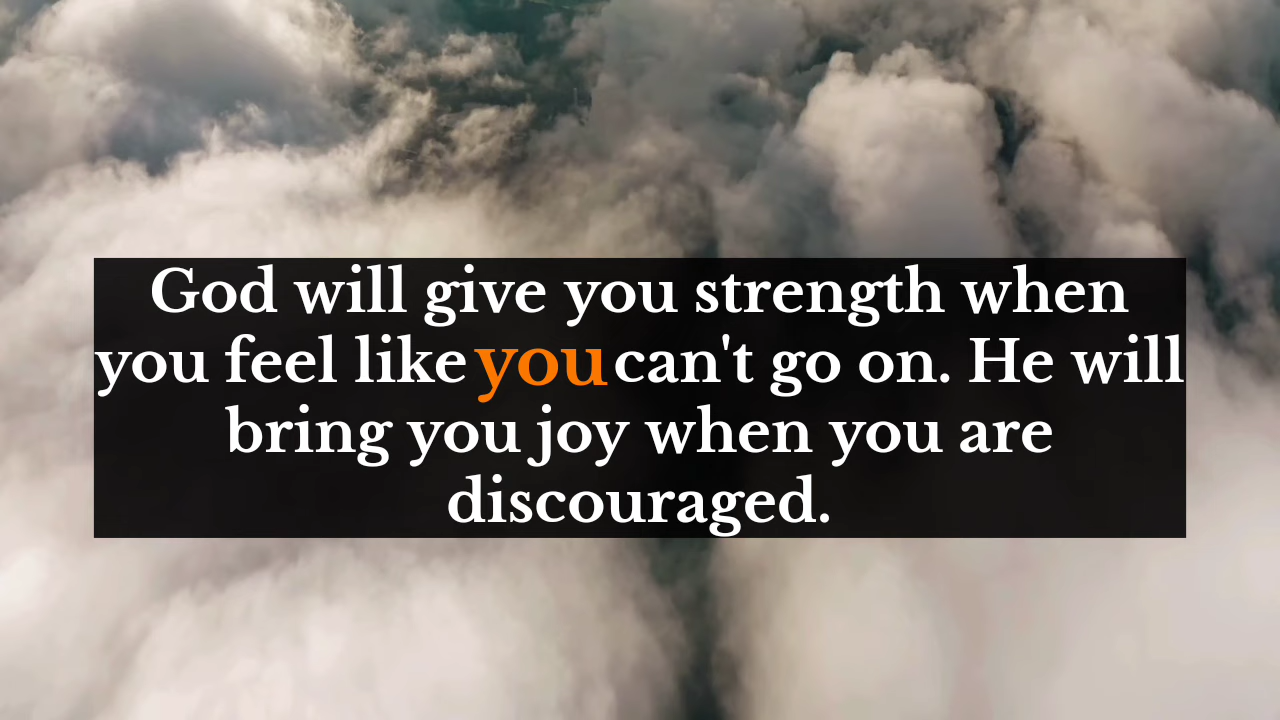 God will give you strength when
you feel like you can't go on. He will
bring you joy when you are
discouraged.